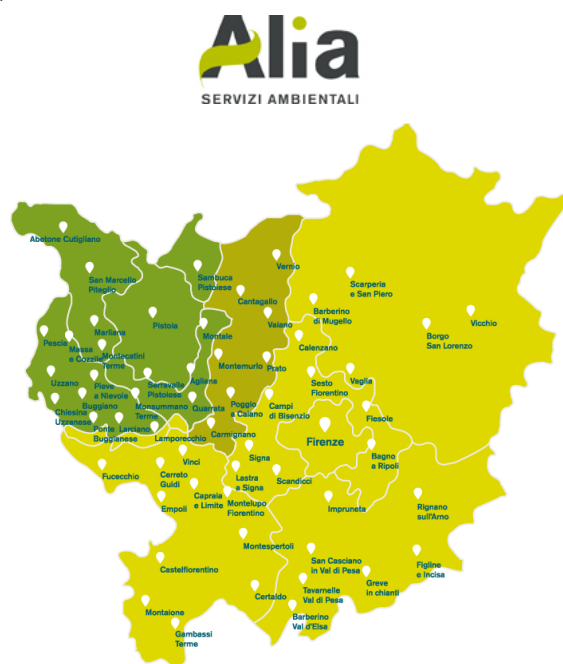 Alia
SERVIZI AMBIENTALI
Abetone Cutigliano
San Marcello
Piteglio
Sambuca
Pistoiese
Vernio
Scarperia
e San Piero
Cantagallo
Barberino
di Mugello
Vicchio
Pistoia
Vaiano
Borgo
San Lorenzo
Marliana
Montale
Calenzano
Pescia
Massa
e Cozzile
Montecatini
Terme
Montemurlo
Prato
Uzzano
Pieve
a Nievole
Serravalle
Pistoiese
Agliana
Sesto
Fiorentino
Vaglia
Chiesina
Uzzanese
Buggiano
Monsummano
Terme
Quarrata
Poggio
a Caiano
Campi
di Bisenzio
Fiesole
Ponte
Buggianese
Larciano
Lamporecchio
Carmignano
Firenze
Signa
Bagno
a Ripoli
Vinci
Fucecchio
Cerreto
Guidi
Lastra
a Signa
Scandicci
Capraia
e Limite
Montelupo
Fiorentino
Empoli
Impruneta
Rignano
sull'Arno
Montespertoli
San Casciano
in Val di Pesa
Castelfiorentino
Figline
e Incisa
Greve
in chianti
Certaldo
Tavarnelle
Val di Pesa
Montaione
Barberino
Val d'Elsa
Gambassi
Terme